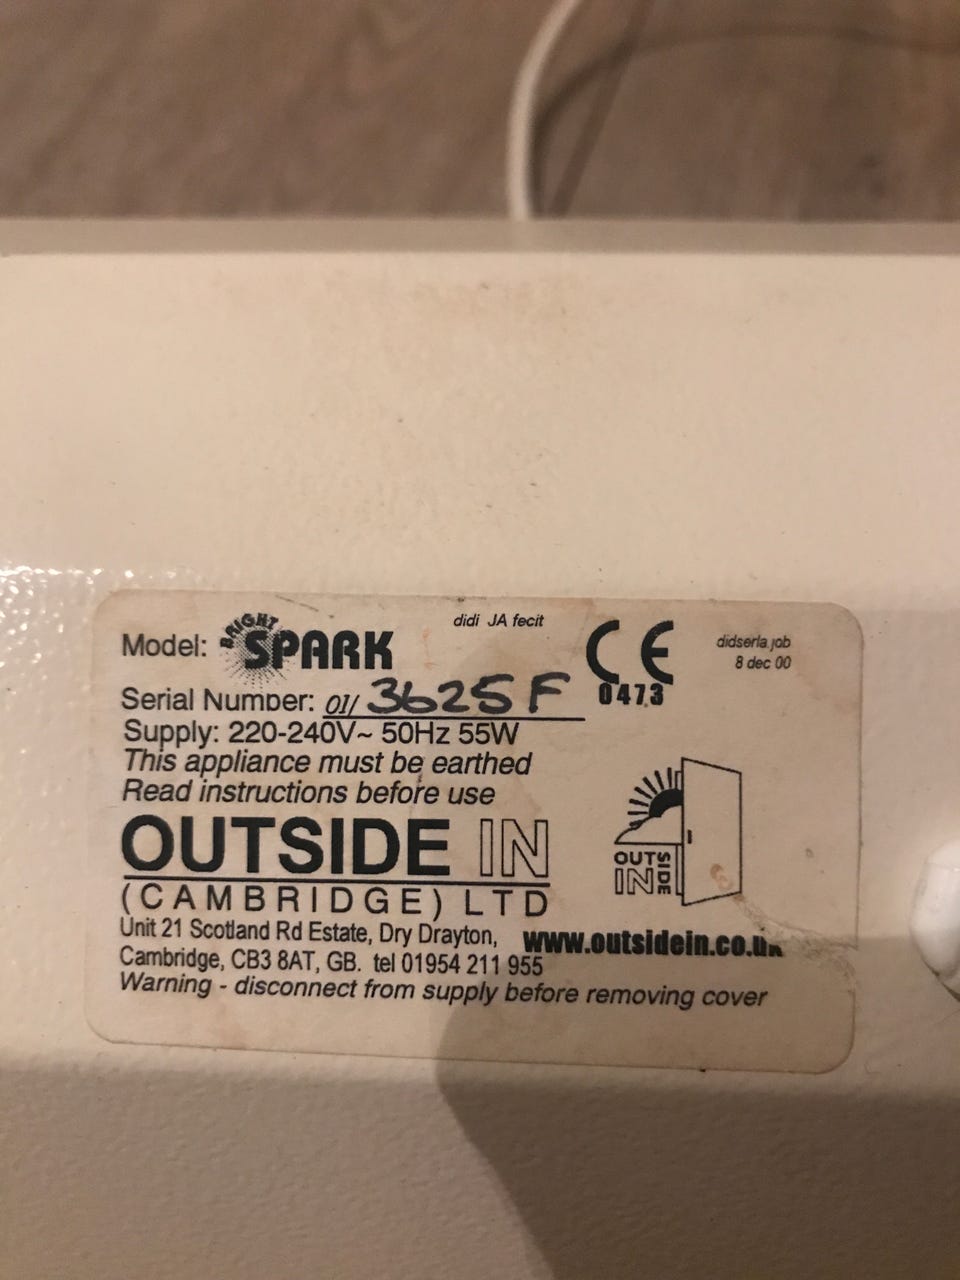 Model: BRIGHT SPARK
didi JA fecit
CE
0473
didserla.job
8 dec 00
Serial Number: 01/ 3625F
Supply: 220-240V~ 50Hz 55W
This appliance must be earthed
Read instructions before use
OUTSIDE IN
(CAMBRIDGE) LTD
OUTSIDE
IN
Unit 21 Scotland Rd Estate, Dry Drayton,
Cambridge, CB3 8AT, GB. tel 01954 211 955
www.outsidein.co.uk
Warning - disconnect from supply before removing cover